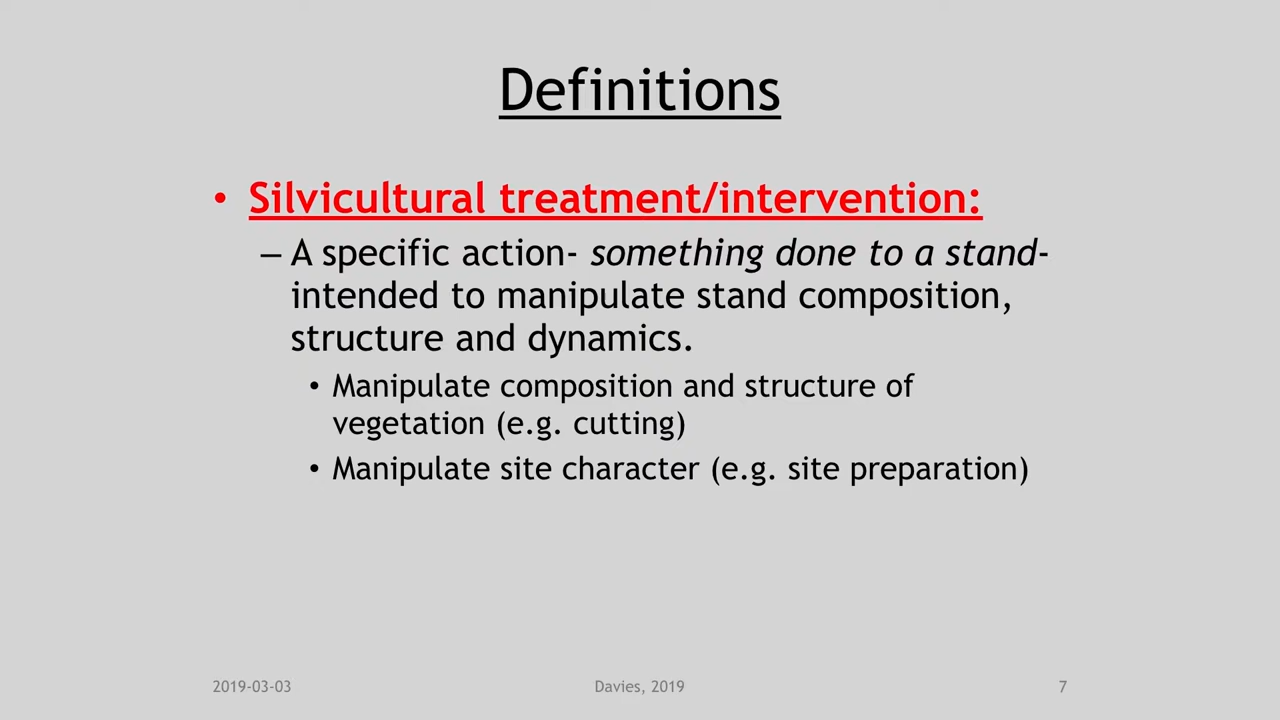 Definitions
• Silvicultural treatment/intervention:
– A specific action- something done to a stand-
intended to manipulate stand composition,
structure and dynamics.
• Manipulate composition and structure of
vegetation (e.g. cutting)
• Manipulate site character (e.g. site preparation)
2019-03-03
Davies, 2019
7